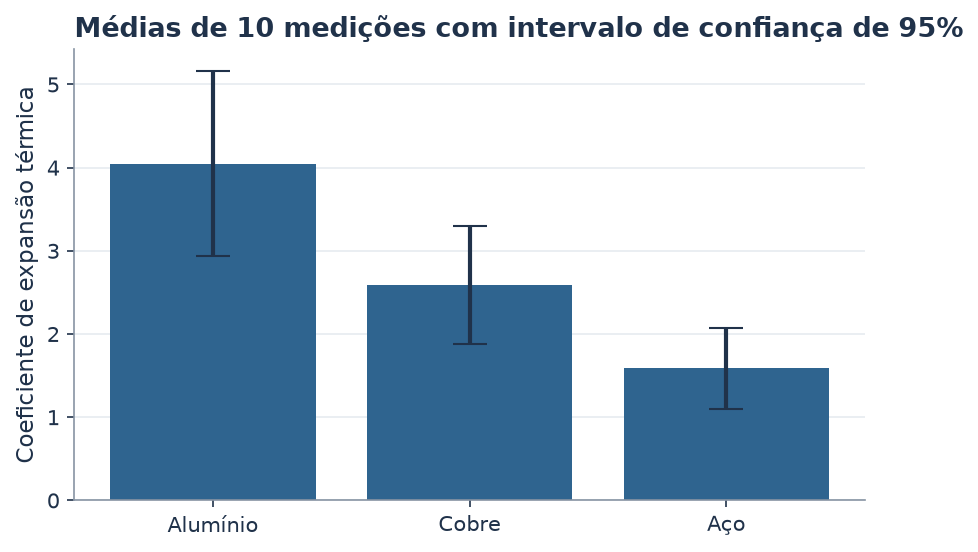 Médias de 10 medições com intervalo de confiança de 95%
Coeficiente de expansão térmica
5
4
3
2
1
0
Alumínio
Cobre
Aço